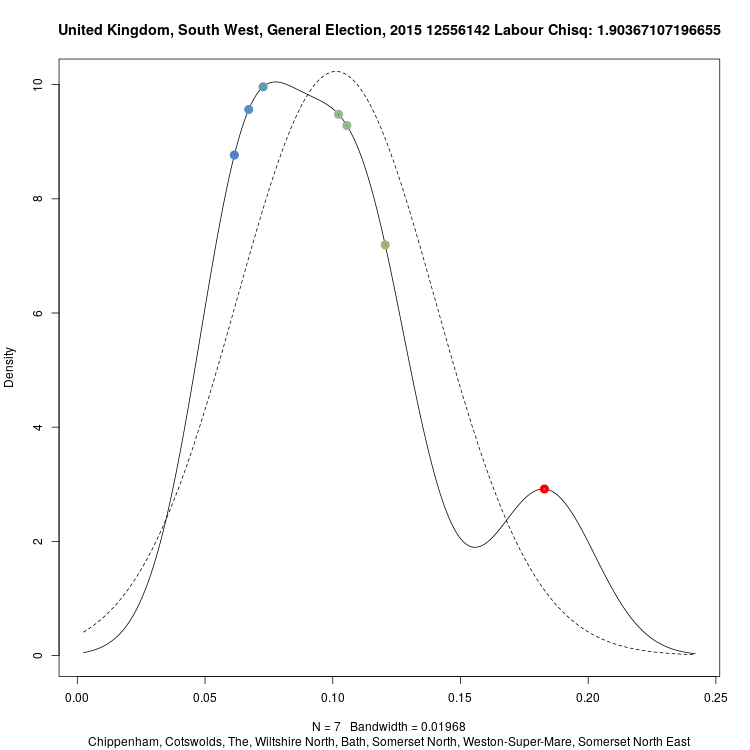 United Kingdom, South West, General Election, 2015 12556142 Labour Chisq: 1.90367107196655
10
8
6
4
2
0
Density
0.00 0.05 0.10 0.15 0.20 0.25
N = 7 Bandwidth = 0.01968
Chippenham, Cotswolds, The, Wiltshire North, Bath, Somerset North, Weston-Super-Mare, Somerset North East